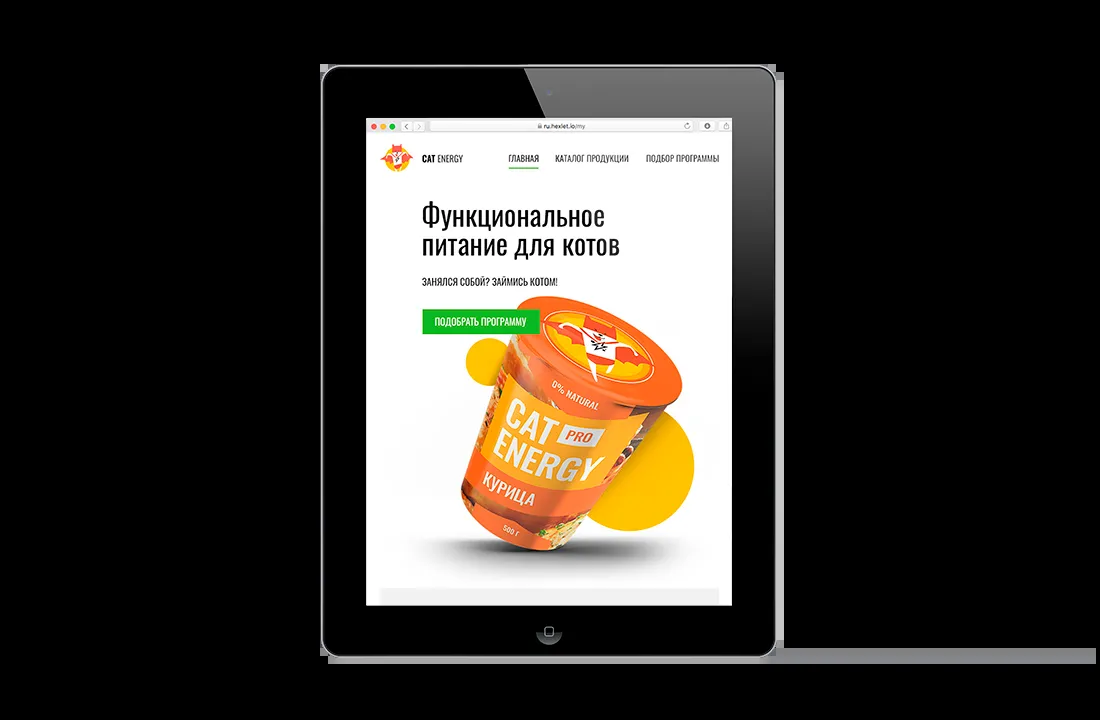 ru.hexlet.io/my
CAT ENERGY
ГЛАВНАЯ
КАТАЛОГ ПРОДУКЦИИ
ПОДБОР ПРОГРАММЫ
Функциональное
питание для котов
ЗАНЯЛСЯ СОБОЙ? ЗАЙМИСЬ КОТОМ!
ПОДОБРАТЬ ПРОГРАММУ
0% NATURAL
CAT PRO
ENERGY
КУРИЦА
500 Г